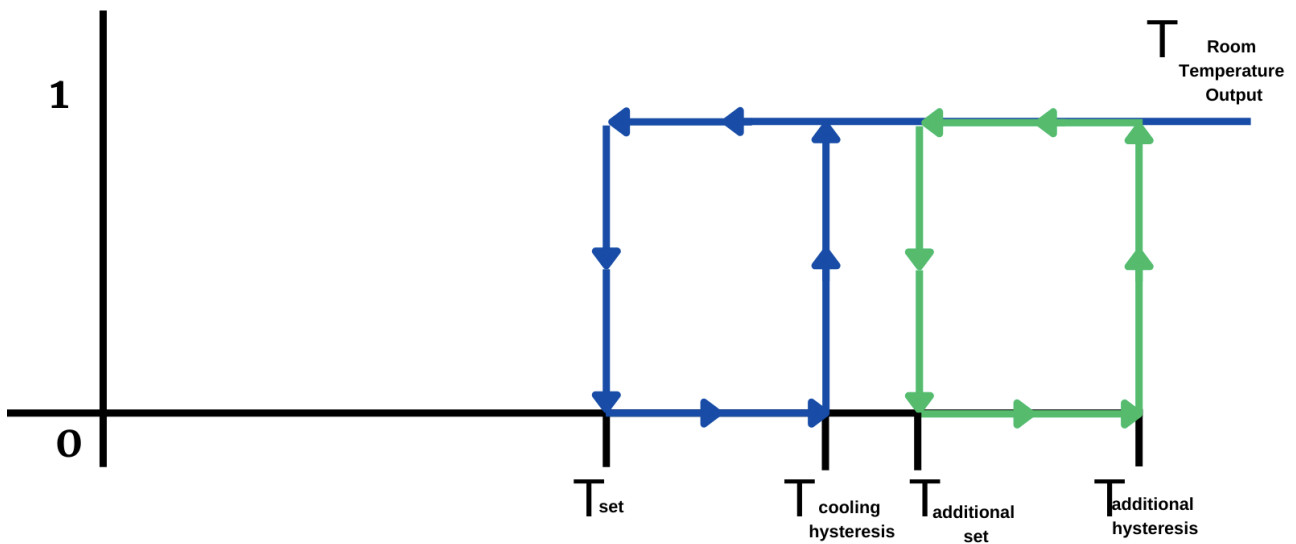 T Room
Temperature
Output
1
0
T set
T cooling
hysteresis
T additional
set
T additional
hysteresis